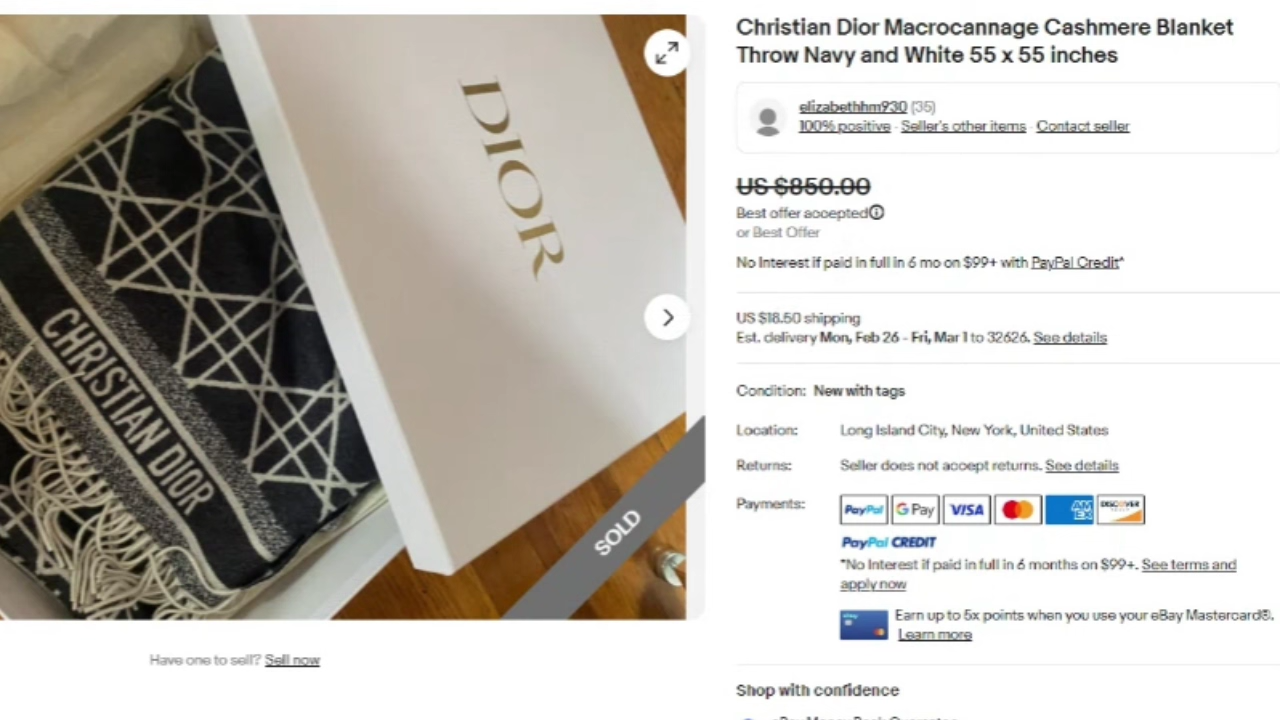 Christian Dior Macrocannage Cashmere Blanket
Throw Navy and White 55 x 55 inches
elizabethhm930 (35)
100% positive · Seller's other items · Contact seller
US $850.00
Best offer accepted
or Best Offer
No Interest if paid in full in 6 mo on $99+ with PayPal Credit*
US $18.50 shipping
Est. delivery Mon, Feb 26 - Fri, Mar 1 to 32626. See details
Condition: New with tags
Location: Long Island City, New York, United States
Returns: Seller does not accept returns. See details
Payments: PayPal G Pay VISA AM EX DISCOVER
PayPal CREDIT
*No Interest if paid in full in 6 months on $99+. See terms and
apply now
Earn up to 5x points when you use your eBay Mastercard®.
Learn more
Shop with confidence
DIOR
CHRISTIAN DIOR
SOLD
Have one to sell? Sell now